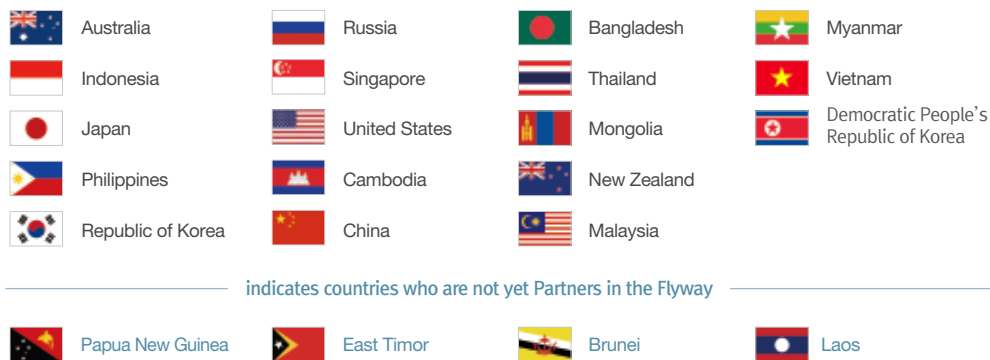 Australia
Russia
Bangladesh
Myanmar
Indonesia
Singapore
Thailand
Vietnam
Japan
United States
Mongolia
Democratic People's
Republic of Korea
Philippines
Cambodia
New Zealand
Republic of Korea
China
Malaysia
indicates countries who are not yet Partners in the Flyway
Papua New Guinea
East Timor
Brunei
Laos